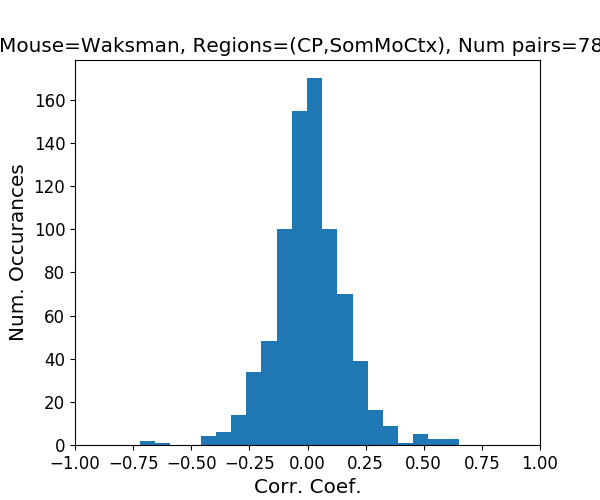 Mouse=Waksman, Regions=(CP,SomMoCtx), Num pairs=78
Num. Occurances
160
140
120
100
80
60
40
20
0
−1.00 −0.75 −0.50 −0.25 0.00 0.25 0.50 0.75 1.00
Corr. Coef.